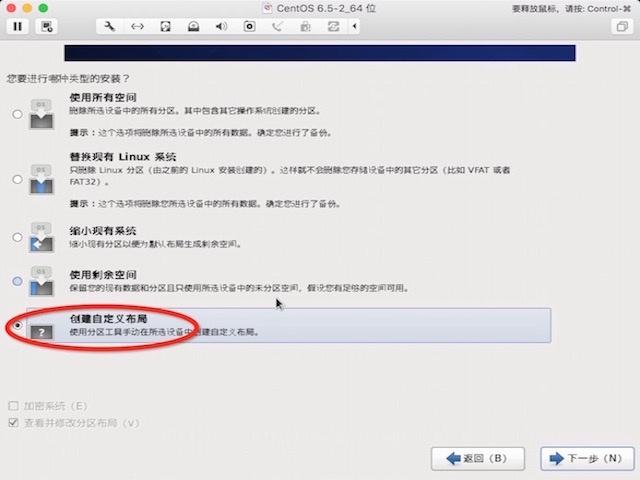 CentOS 6.5-2_64 位
要释放鼠标，请按: Control-⌘
您要进行哪种类型的安装？
使用所有空间
删除所选设备中的所有分区。其中包含其它操作系统创建的分区。
提示：这个选项将删除所选设备中的所有数据。确定您进行了备份。
替换现有 Linux 系统
只删除 Linux 分区（由之前的 Linux 安装创建的）。这样就不会删除您存储设备中的其它分区（比如 VFAT 或者
FAT32）。
提示：这个选项将删除您所选设备中的所有数据。确定您进行了备份。
缩小现有系统
缩小现有分区以便为默认布局生成剩余空间。
使用剩余空间
保留您的现有数据和分区且只使用所选设备中的未分区空间，假设您有足够的空间可用。
创建自定义布局
使用分区工具手动在所选设备中创建自定义布局。
加密系统（E）
查看并修改分区布局（V）
返回（B）
下一步（N）